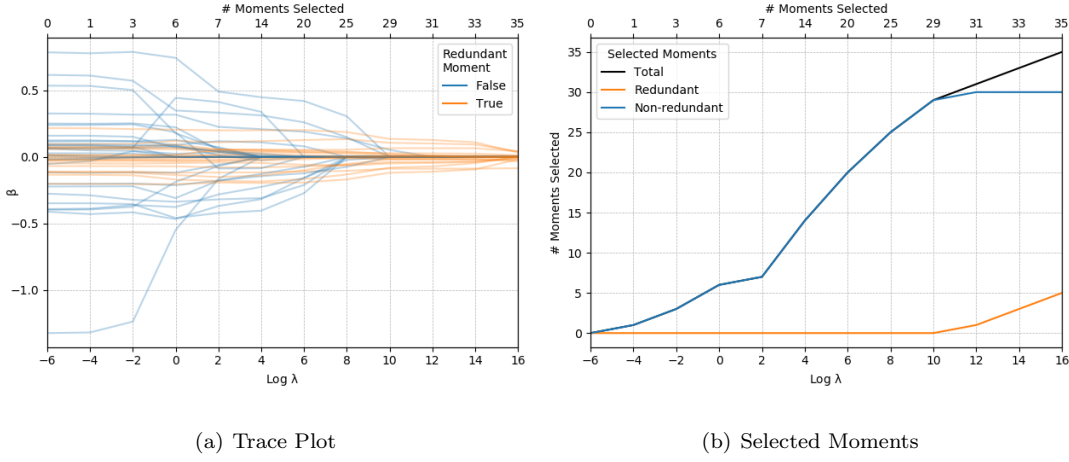 # Moments Selected
0 1 3 6 7 14 20 25 29 31 33 35
Redundant
Moment
False
True
0.5
0.0
−0.5
−1.0
β
−6 −4 −2 0 2 4 6 8 10 12 14 16
Log λ
(a) Trace Plot
# Moments Selected
0 1 3 6 7 14 20 25 29 31 33 35
Selected Moments
Total
Redundant
Non-redundant
35
30
25
20
15
10
5
0
# Moments Selected
−6 −4 −2 0 2 4 6 8 10 12 14 16
Log λ
(b) Selected Moments